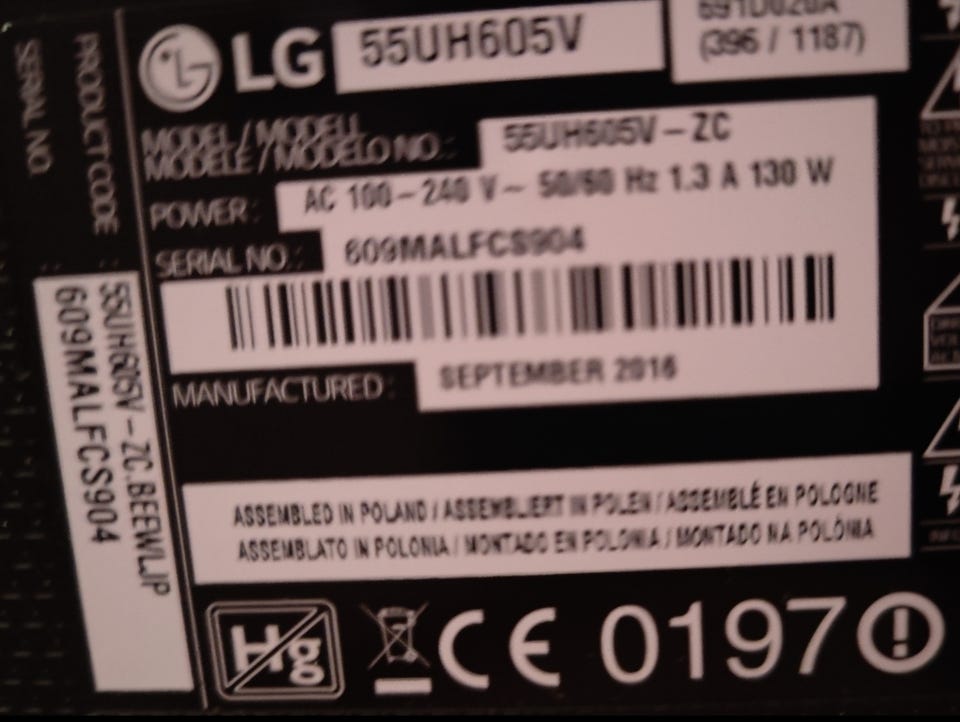 LG 55UH605V
(396 / 1187)
MODEL / MODELL
MODÈLE / MODELO NO.: 55UH605V-ZC
POWER: AC 100-240 V~ 50/60 Hz 1.3 A 130 W
SERIAL NO.: 609MALFCS904
MANUFACTURED: SEPTEMBER 2016
ASSEMBLED IN POLAND / ASSEMBLIERT IN POLEN / ASSEMBLÉ EN POLOGNE
ASSEMBLATO IN POLONIA / MONTADO EN POLONIA / MONTADO NA POLÓNIA
Hg CE 0197 !
PRODUCT CODE : 55UH605V-ZC.BEEWLJP
SERIAL NO. : 609MALFCS904